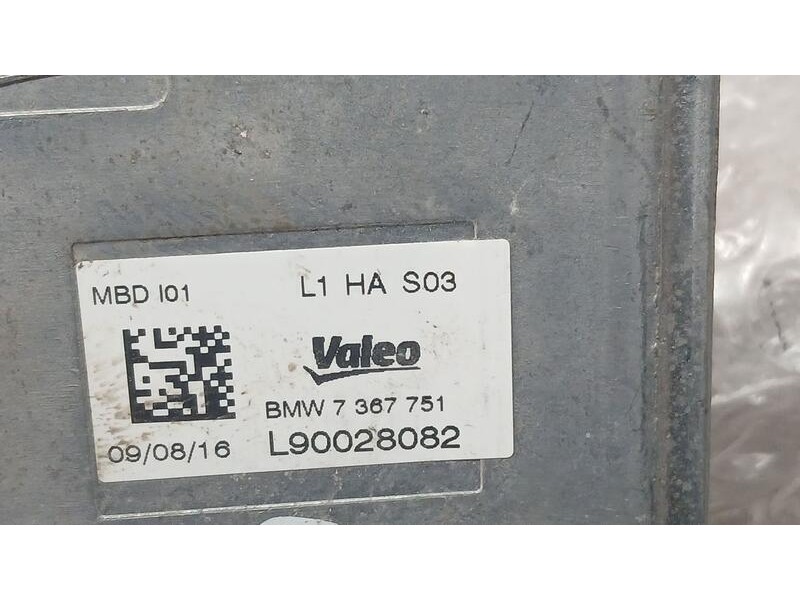 MBD I01 L1 HA S03
Valeo
BMW 7 367 751
09/08/16 L90028082